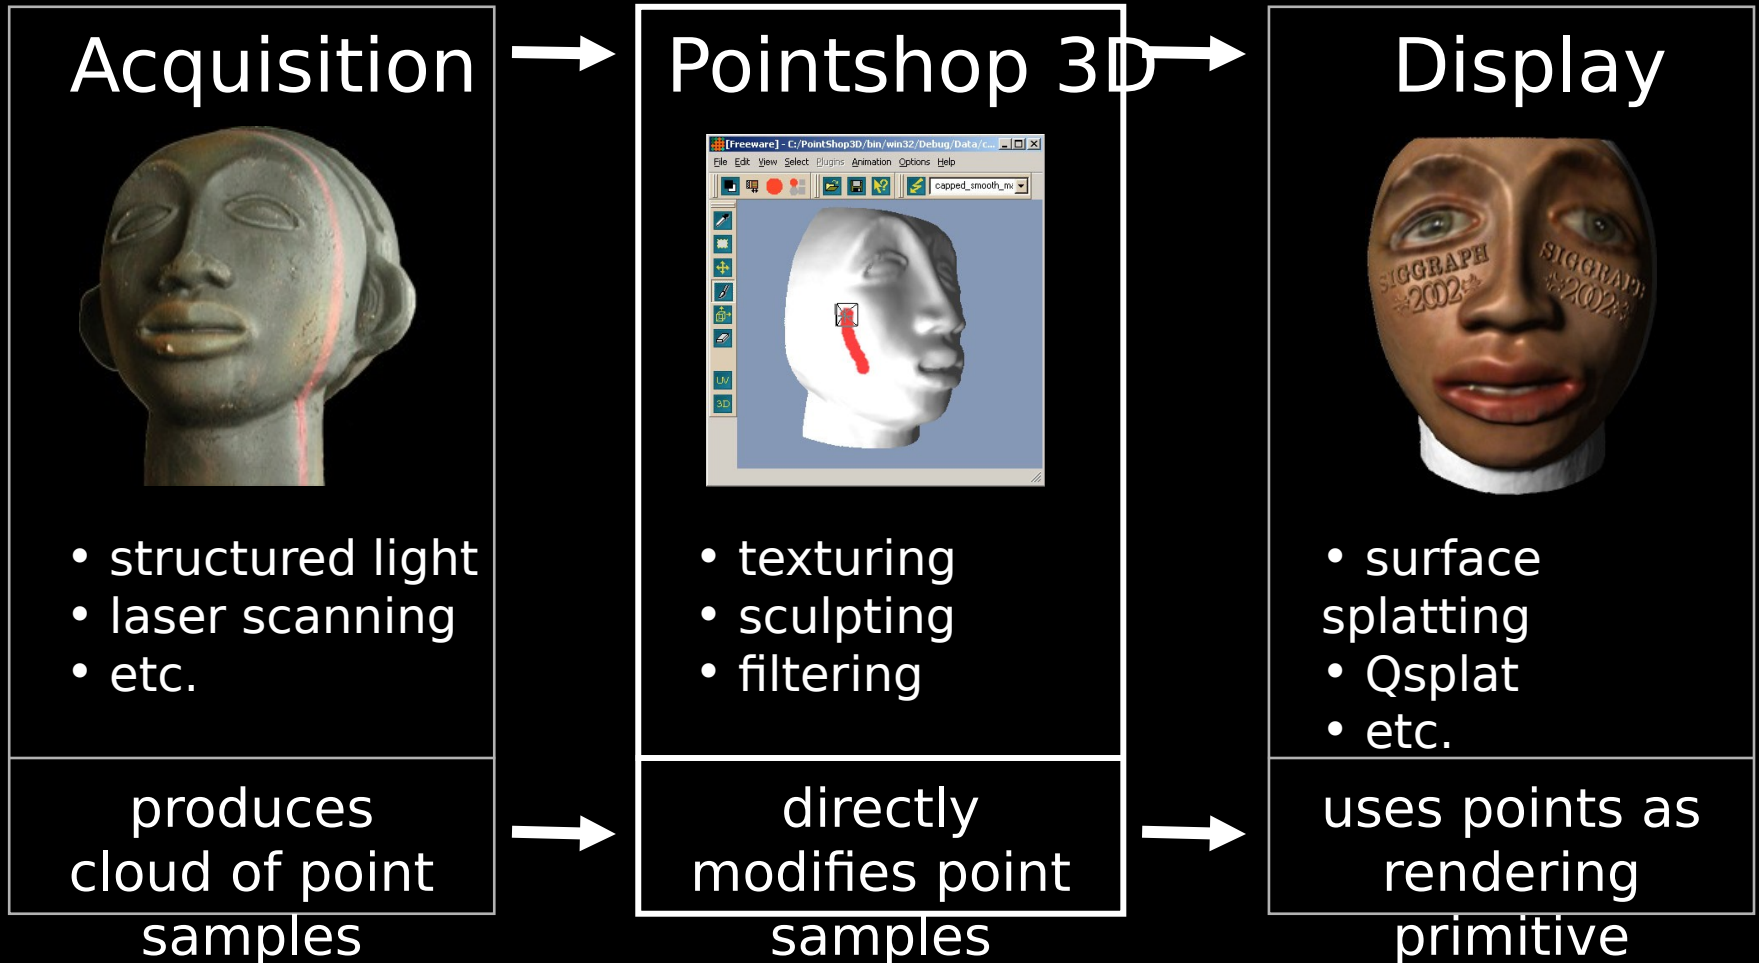 Acquisition
Pointshop 3D
Display
[Freeware] - C:/PointShop3D/bin/win32/Debug/Data/c...
File Edit View Select Plugins Animation Options Help
capped_smooth_m
UV
3D
SIGGRAPH
2002
SIGGRAPH
2002
• structured light
• laser scanning
• etc.
• texturing
• sculpting
• filtering
• surface
splatting
• Qsplat
• etc.
produces
cloud of point
samples
directly
modifies point
samples
uses points as
rendering
primitive